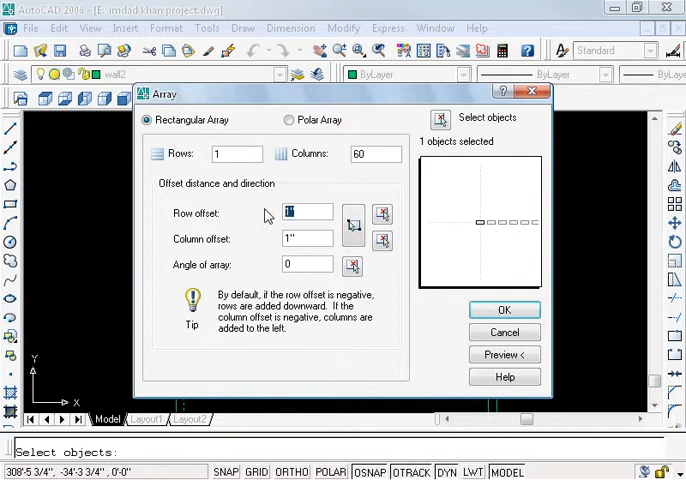 AutoCAD 2006 - [E: imdad khan project.dwg]
File Edit View Insert Format Tools Draw Dimension Modify Express Window Help
Standard
wall2 ByLayer ByLayer
Array
Rectangular Array Polar Array Select objects
Rows: 1 Columns: 60 1 objects selected
Offset distance and direction
Row offset: 1"
Column offset: 1"
Angle of array: 0
By default, if the row offset is negative,
rows are added downward. If the
column offset is negative, columns are
added to the left.
Tip
OK
Cancel
Preview <
Help
Y
X
Model Layout1 Layout2
Select objects:
308'-5 3/4", -34'-3 3/4", 0'-0" SNAP GRID ORTHO POLAR OSNAP OTRACK DYN LWT MODEL